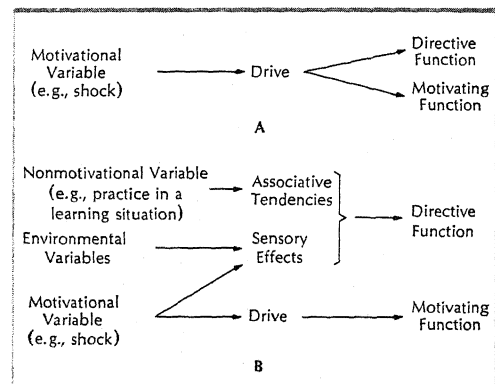 Motivational
Variable
(e.g., shock)
Drive
Directive
Function
Motivating
Function
A
Nonmotivational Variable
(e.g., practice in a
learning situation)
Associative
Tendencies
Environmental
Variables
Sensory
Effects
Directive
Function
Motivational
Variable
(e.g., shock)
Drive
Motivating
Function
B